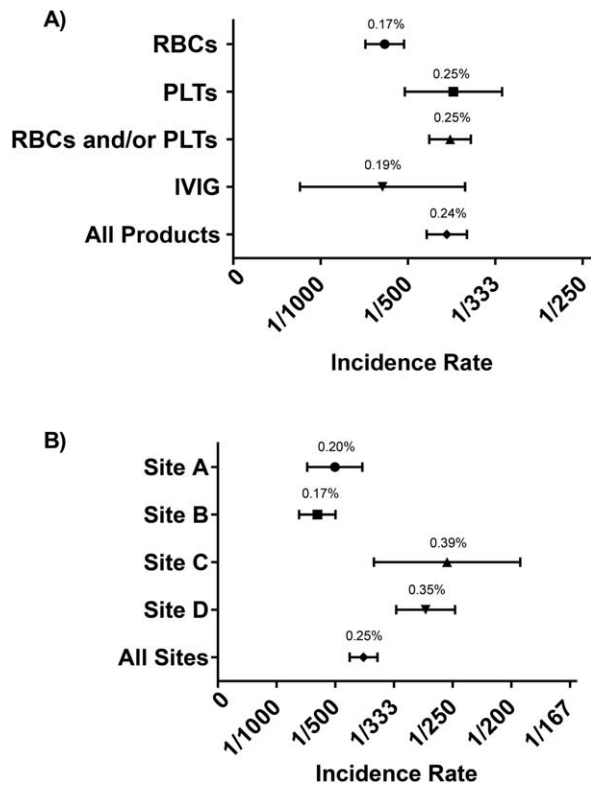 A)
0.17%
RBCs
0.25%
PLTs
0.25%
RBCs and/or PLTs
0.19%
IVIG
0.24%
All Products
0 1/1000 1/500 1/333 1/250
Incidence Rate
B)
0.20%
Site A
0.17%
Site B
0.39%
Site C
0.35%
Site D
0.25%
All Sites
0 1/1000 1/500 1/333 1/250 1/200 1/167
Incidence Rate